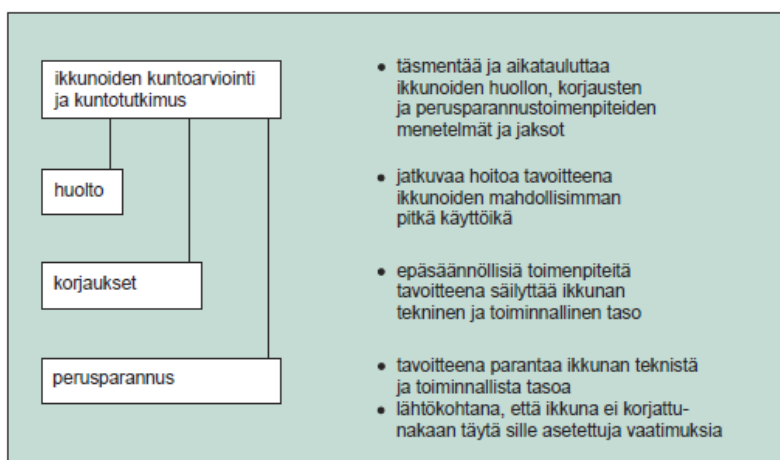 ikkunoiden kuntoarviointi
ja kuntotutkimus
• täsmentää ja aikatauluttaa
ikkunoiden huollon, korjausten
ja perusparannustoimenpiteiden
menetelmät ja jaksot
huolto
• jatkuvaa hoitoa tavoitteena
ikkunoiden mahdollisimman
pitkä käyttöikä
korjaukset
• epäsäännöllisiä toimenpiteitä
tavoitteena säilyttää ikkunan
tekninen ja toiminnallinen taso
perusparannus
• tavoitteena parantaa ikkunan teknistä
ja toiminnallista tasoa
• lähtökohtana, että ikkuna ei korjattu-
nakaan täytä sille asetettuja vaatimuksia